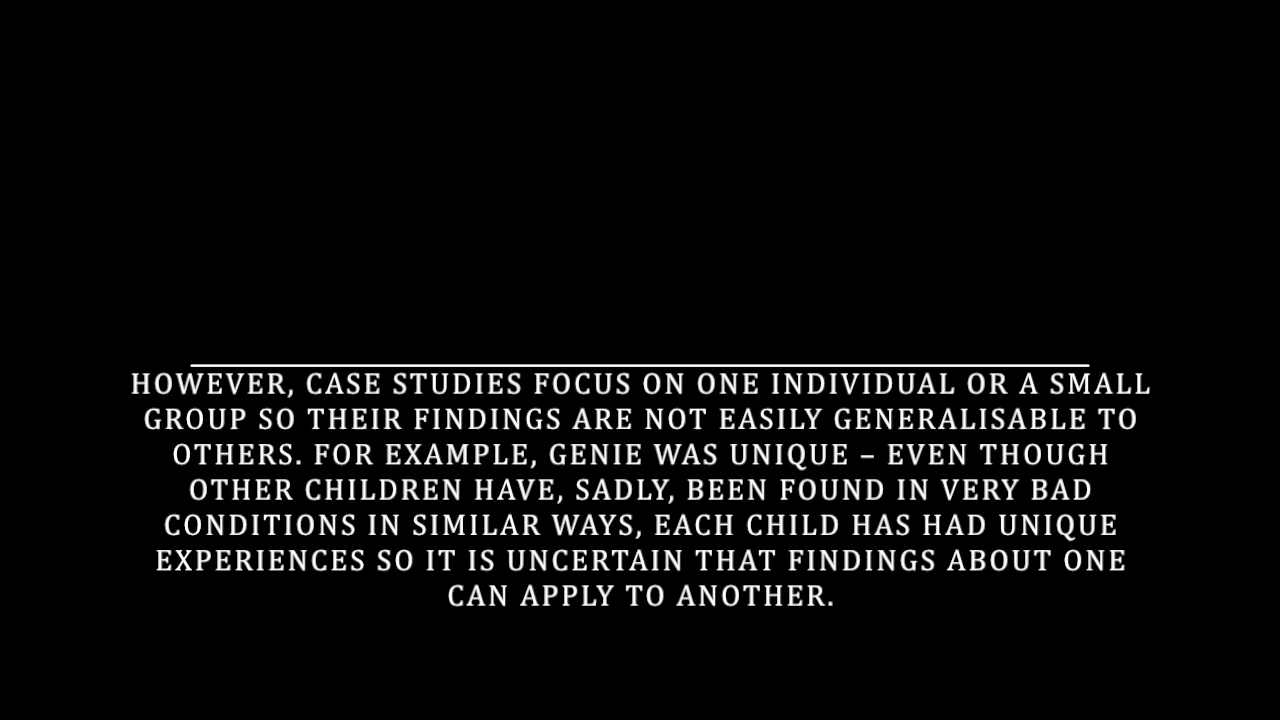 HOWEVER, CASE STUDIES FOCUS ON ONE INDIVIDUAL OR A SMALL
GROUP SO THEIR FINDINGS ARE NOT EASILY GENERALISABLE TO
OTHERS. FOR EXAMPLE, GENIE WAS UNIQUE – EVEN THOUGH
OTHER CHILDREN HAVE, SADLY, BEEN FOUND IN VERY BAD
CONDITIONS IN SIMILAR WAYS, EACH CHILD HAS HAD UNIQUE
EXPERIENCES SO IT IS UNCERTAIN THAT FINDINGS ABOUT ONE
CAN APPLY TO ANOTHER.